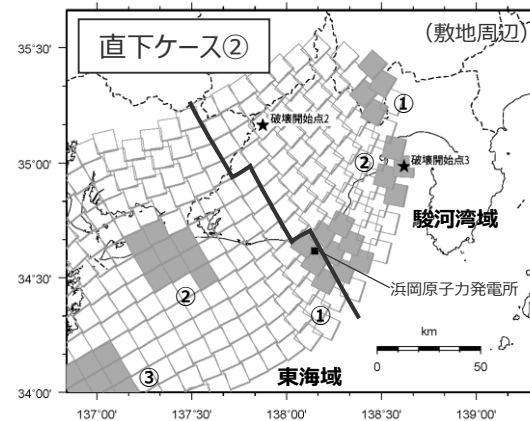 直下ケース②
(敷地周辺)
35°30'
35°00'
34°30'
34°00'
破壊開始点2
①
②
破壊開始点3
駿河湾域
浜岡原子力発電所
②
①
km
0 50
③
東海域
137°00' 137°30' 138°00' 138°30' 139°00'